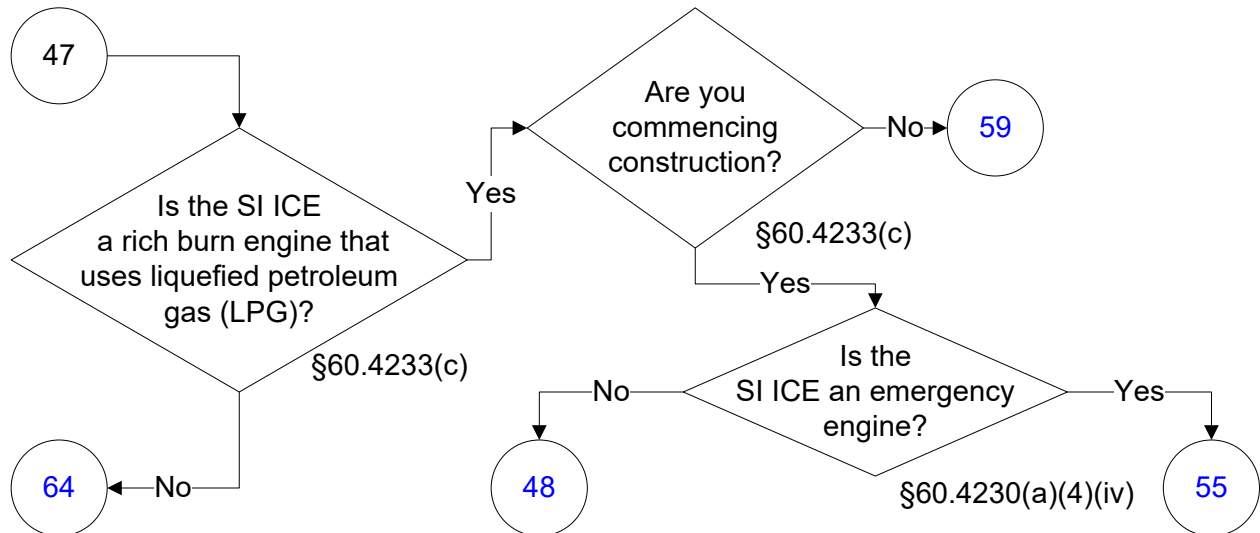 47
Is the SI ICE
a rich burn engine that
uses liquefied petroleum
gas (LPG)?
§60.4233(c)
No
64
Yes
Are you
commencing
construction?
§60.4233(c)
No
59
Yes
Is the
SI ICE an emergency
engine?
§60.4230(a)(4)(iv)
No
48
Yes
55